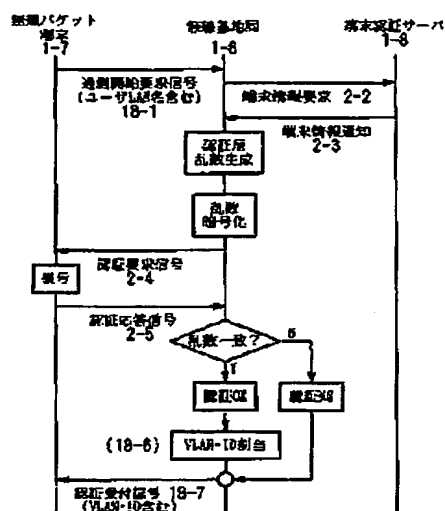 無線パケット
端末
1-7
無線基地局
1-6
端末認証サーバ
1-8
通信開始要求信号
(ユーザLAN名含む)
18-1
端末情報要求 2-2
端末情報通知
2-3
認証用
乱数生成
乱数
暗号化
認証要求信号
2-4
復号
認証応答信号
2-5
乱数一致?
N
Y
認証OK
認証NG
(18-6)
VLAN-ID割当
認証受付信号 18-7
(VLAN-ID含む)